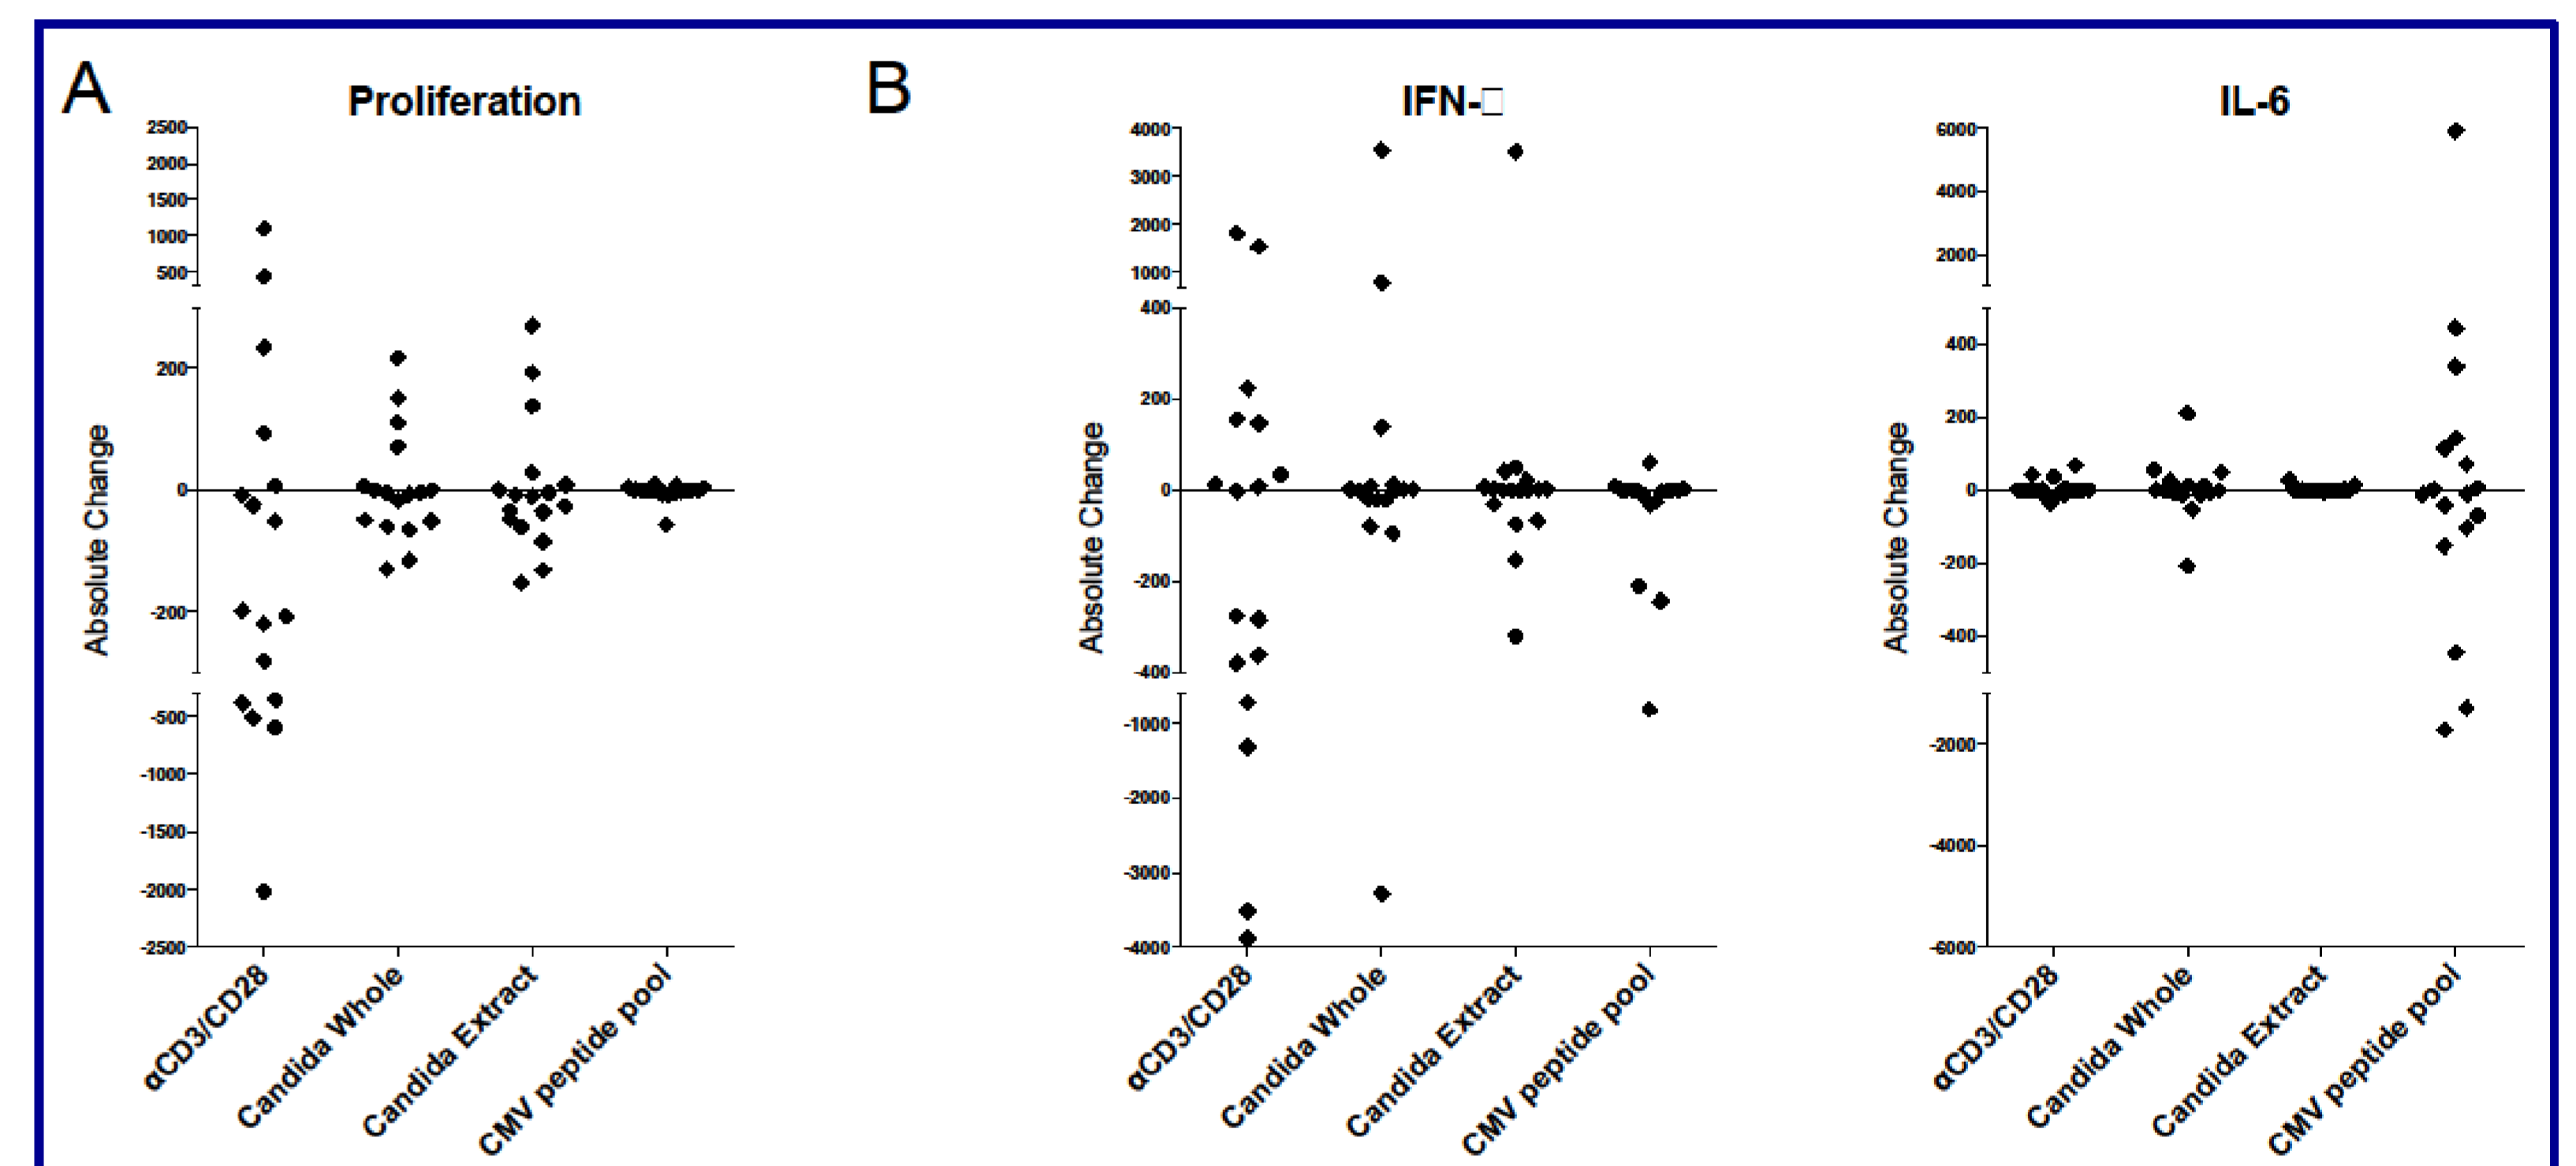 A
Proliferation
2500
2000
1500
1000
500
200
0
-200
-500
-1000
-1500
-2000
-2500
Absolute Change
αCD3/CD28
Candida Whole
Candida Extract
CMV peptide pool
B
IFN-□
4000
3000
2000
1000
400
200
0
-200
-400
-1000
-2000
-3000
-4000
Absolute Change
αCD3/CD28
Candida Whole
Candida Extract
CMV peptide pool
IL-6
6000
4000
2000
400
200
0
-200
-400
-2000
-4000
-6000
Absolute Change
αCD3/CD28
Candida Whole
Candida Extract
CMV peptide pool